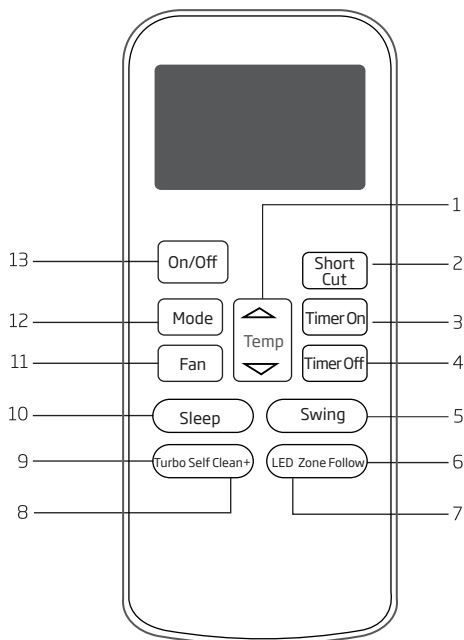 1
13
On/Off
Short
Cut
2
12
Mode
Temp
Timer On
3
11
Fan
Timer Off
4
10
Sleep
Swing
5
9
Turbo Self Clean+
LED Zone Follow
6
8
7